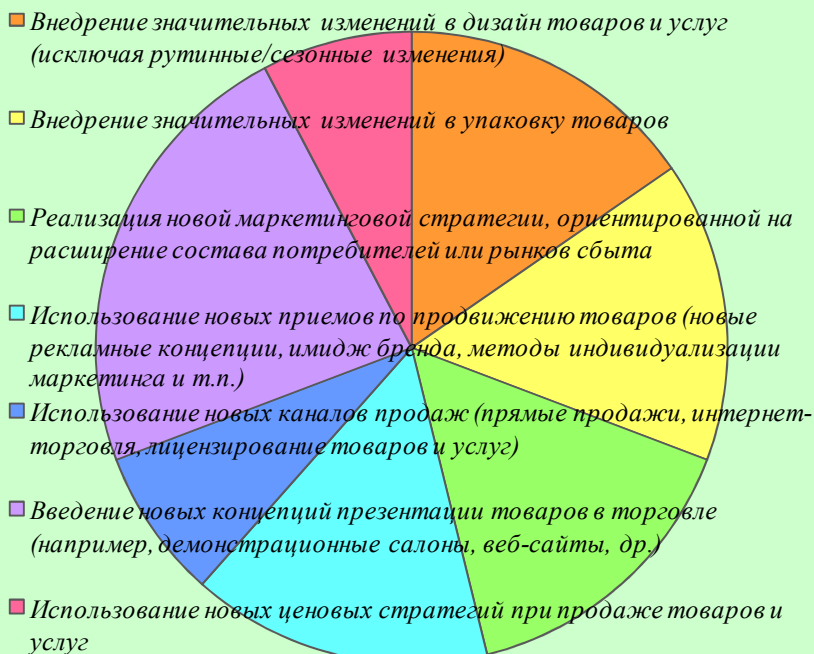 Внедрение значительных изменений в дизайн товаров и услуг
(исключая рутинные/сезонные изменения)
Внедрение значительных изменений в упаковку товаров
Реализация новой маркетинговой стратегии, ориентированной на
расширение состава потребителей или рынков сбыта
Использование новых приемов по продвижению товаров (новые
рекламные концепции, имидж бренда, методы индивидуализации
маркетинга и т.п.)
Использование новых каналов продаж (прямые продажи, интернет-
торговля, лицензирование товаров и услуг)
Введение новых концепций презентации товаров в торговле
(например, демонстрационные салоны, веб-сайты, др.)
Использование новых ценовых стратегий при продаже товаров и
услуг